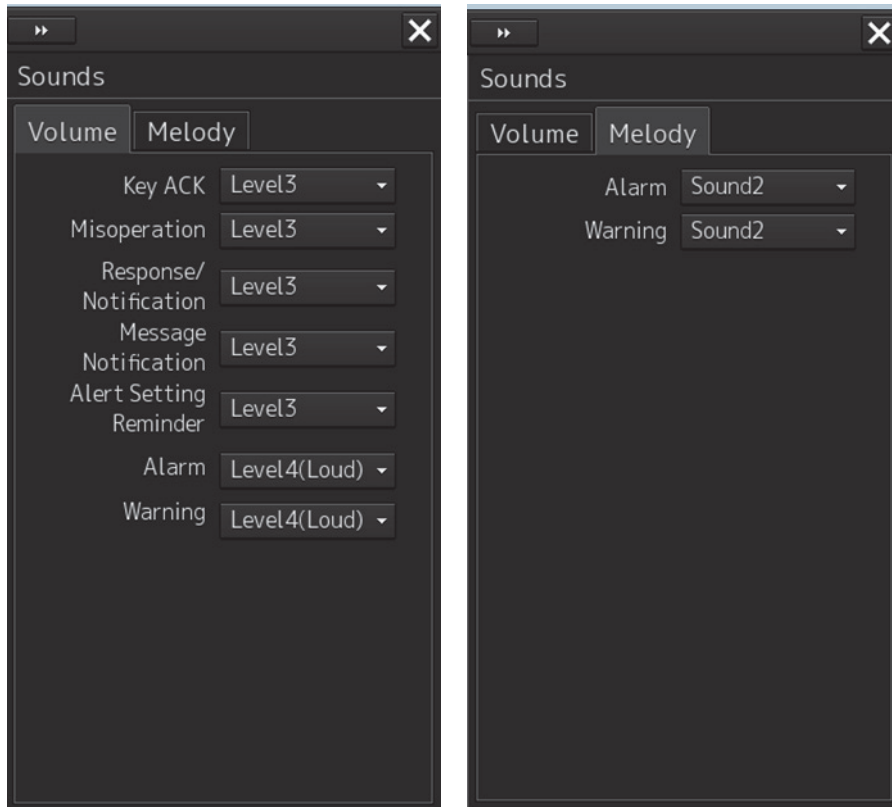 Sounds
Volume Melody
Key ACK Level3
Misoperation Level3
Response/
Notification Level3
Message
Notification Level3
Alert Setting
Reminder Level3
Alarm Level4(Loud)
Warning Level4(Loud)
Sounds
Volume Melody
Alarm Sound2
Warning Sound2